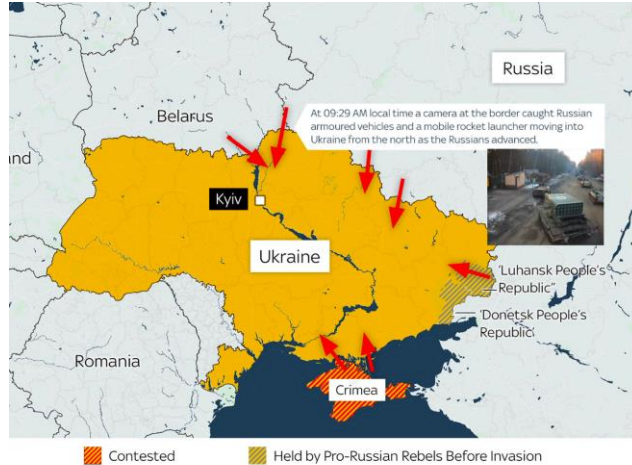 Russia
At 09:29 AM local time a camera at the border caught Russian
armoured vehicles and a mobile rocket launcher moving into
Ukraine from the north as the Russians advanced.
Belarus
and
Kyiv
Ukraine
'Luhansk People's
Republic"
'Donetsk People's
Republic'
Romania
Crimea
Contested
Held by Pro-Russian Rebels Before Invasion